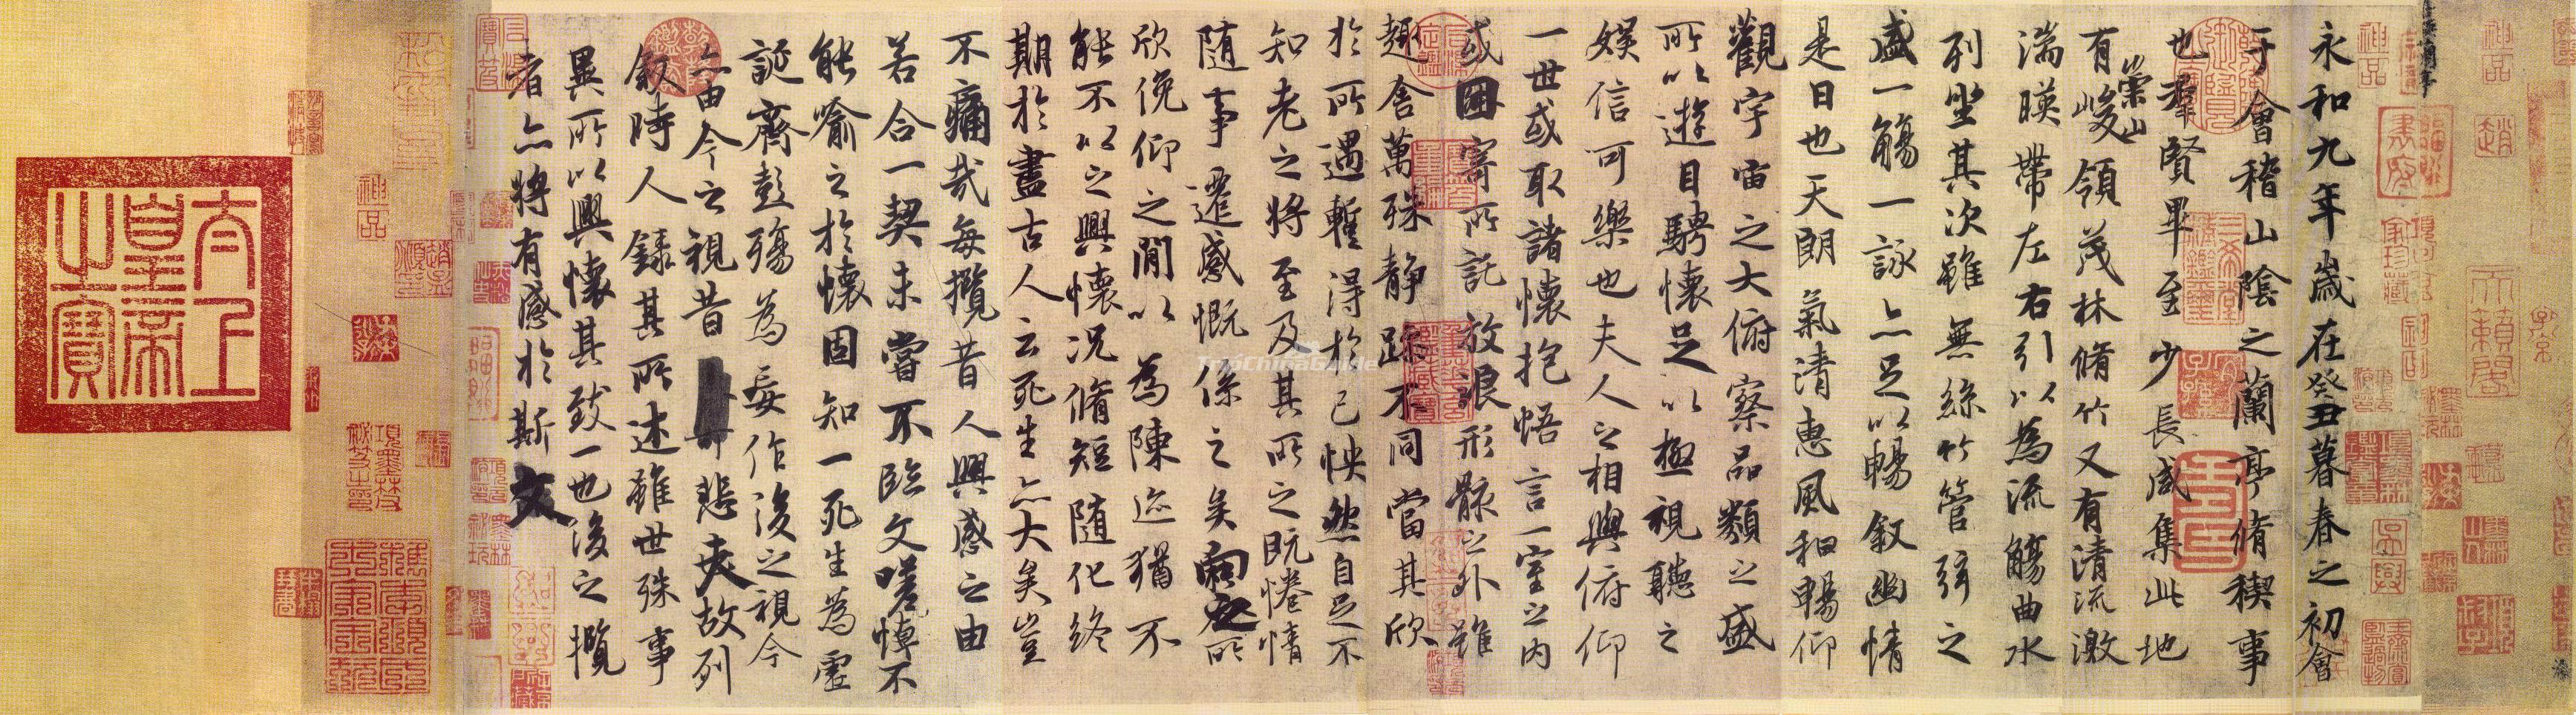 神品
永和九年歲在癸丑暮春之初會
于會稽山陰之蘭亭脩稧事
也羣賢畢至少長咸集此地
有崇山峻領茂林脩竹又有清流激
湍暎帶左右引以為流觴曲水
列坐其次雖無絲竹管弦之
盛一觴一詠亦足以暢叙幽情
是日也天朗氣清惠風和暢仰
觀宇宙之大俯察品類之盛
所以遊目騁懷足以極視聽之
娛信可樂也夫人之相與俯仰
一世或取諸懷抱悟言一室之內
或因寄所託放浪形骸之外雖
趣舍萬殊靜躁不同當其欣
於所遇蹔得於己怏然自足不
知老之將至及其所之既惓情
隨事遷感慨係之矣向之所
欣俛仰之閒以為陳迹猶不
能不以之興懷況脩短隨化終
期於盡古人云死生亦大矣豈
不痛哉每攬昔人興感之由
若合一契未嘗不臨文嗟悼不
能喻之於懷固知一死生為虛
誕齊彭殤為妄作後之視今
亦由今之視昔悲夫故列
叙時人錄其所述雖世殊事
異所以興懷其致一也後之攬
者亦將有感於斯文
神品
太上皇帝之寶
TopChinaGuide